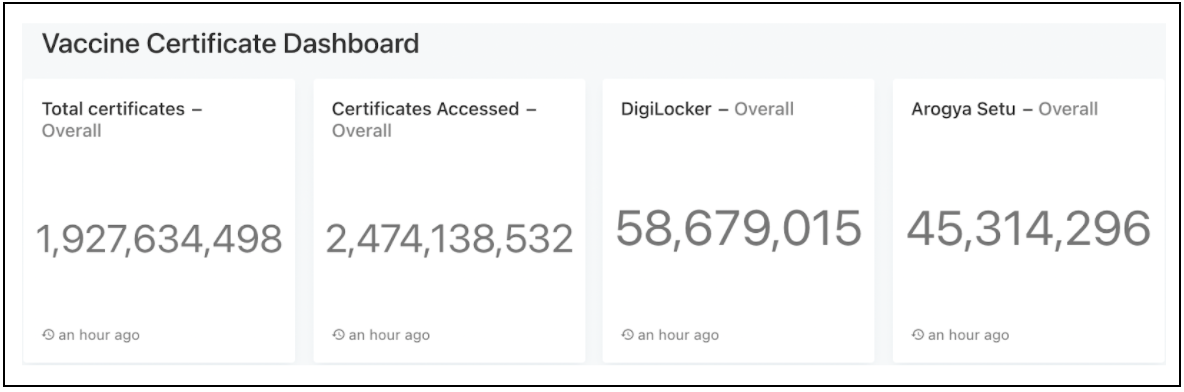 Vaccine Certificate Dashboard
Total certificates –
Overall
1,927,634,498
an hour ago
Certificates Accessed –
Overall
2,474,138,532
an hour ago
DigiLocker – Overall
58,679,015
an hour ago
Arogya Setu – Overall
45,314,296
an hour ago